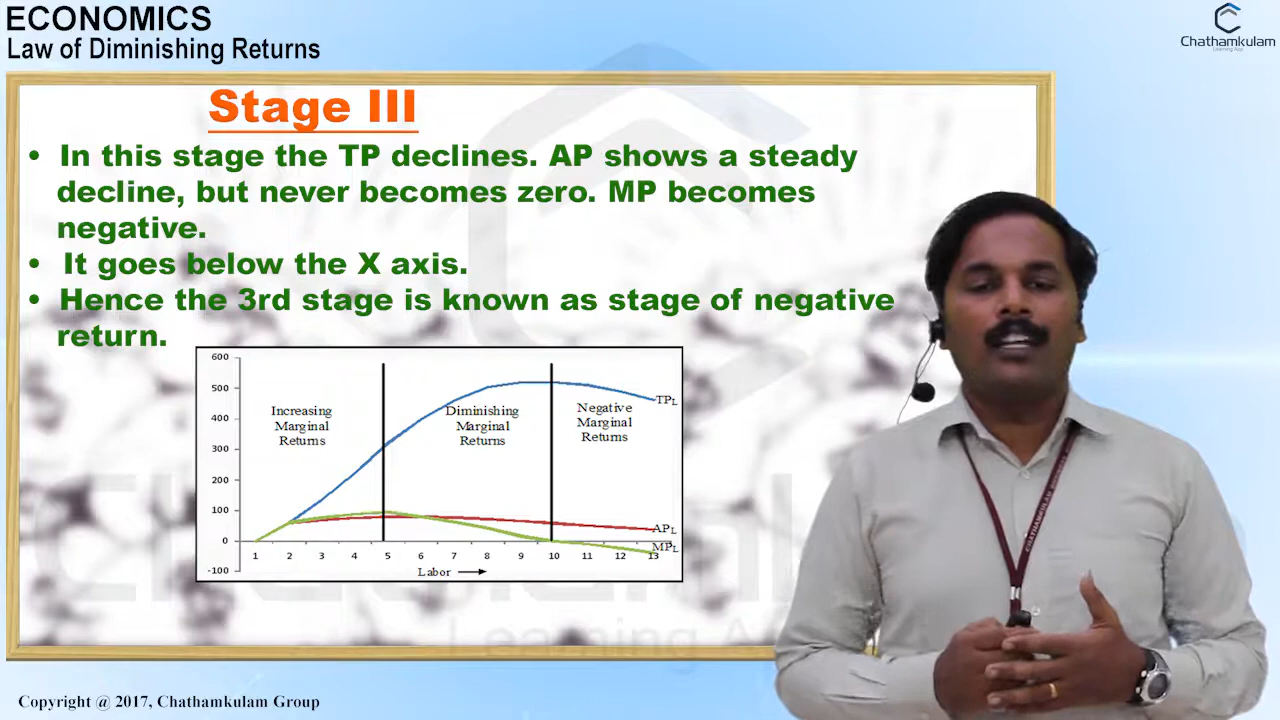 ECONOMICS
Law of Diminishing Returns
Chathamkulam
Learning App
Stage III
• In this stage the TP declines. AP shows a steady
decline, but never becomes zero. MP becomes
negative.
• It goes below the X axis.
• Hence the 3rd stage is known as stage of negative
return.
600
500
400
300
200
100
0
-100
Increasing
Marginal
Returns
Diminishing
Marginal
Returns
Negative
Marginal
Returns
TPL
APL
MPL
1 2 3 4 5 6 7 8 9 10 11 12 13
Labor
Learning App
Copyright @ 2017, Chathamkulam Group